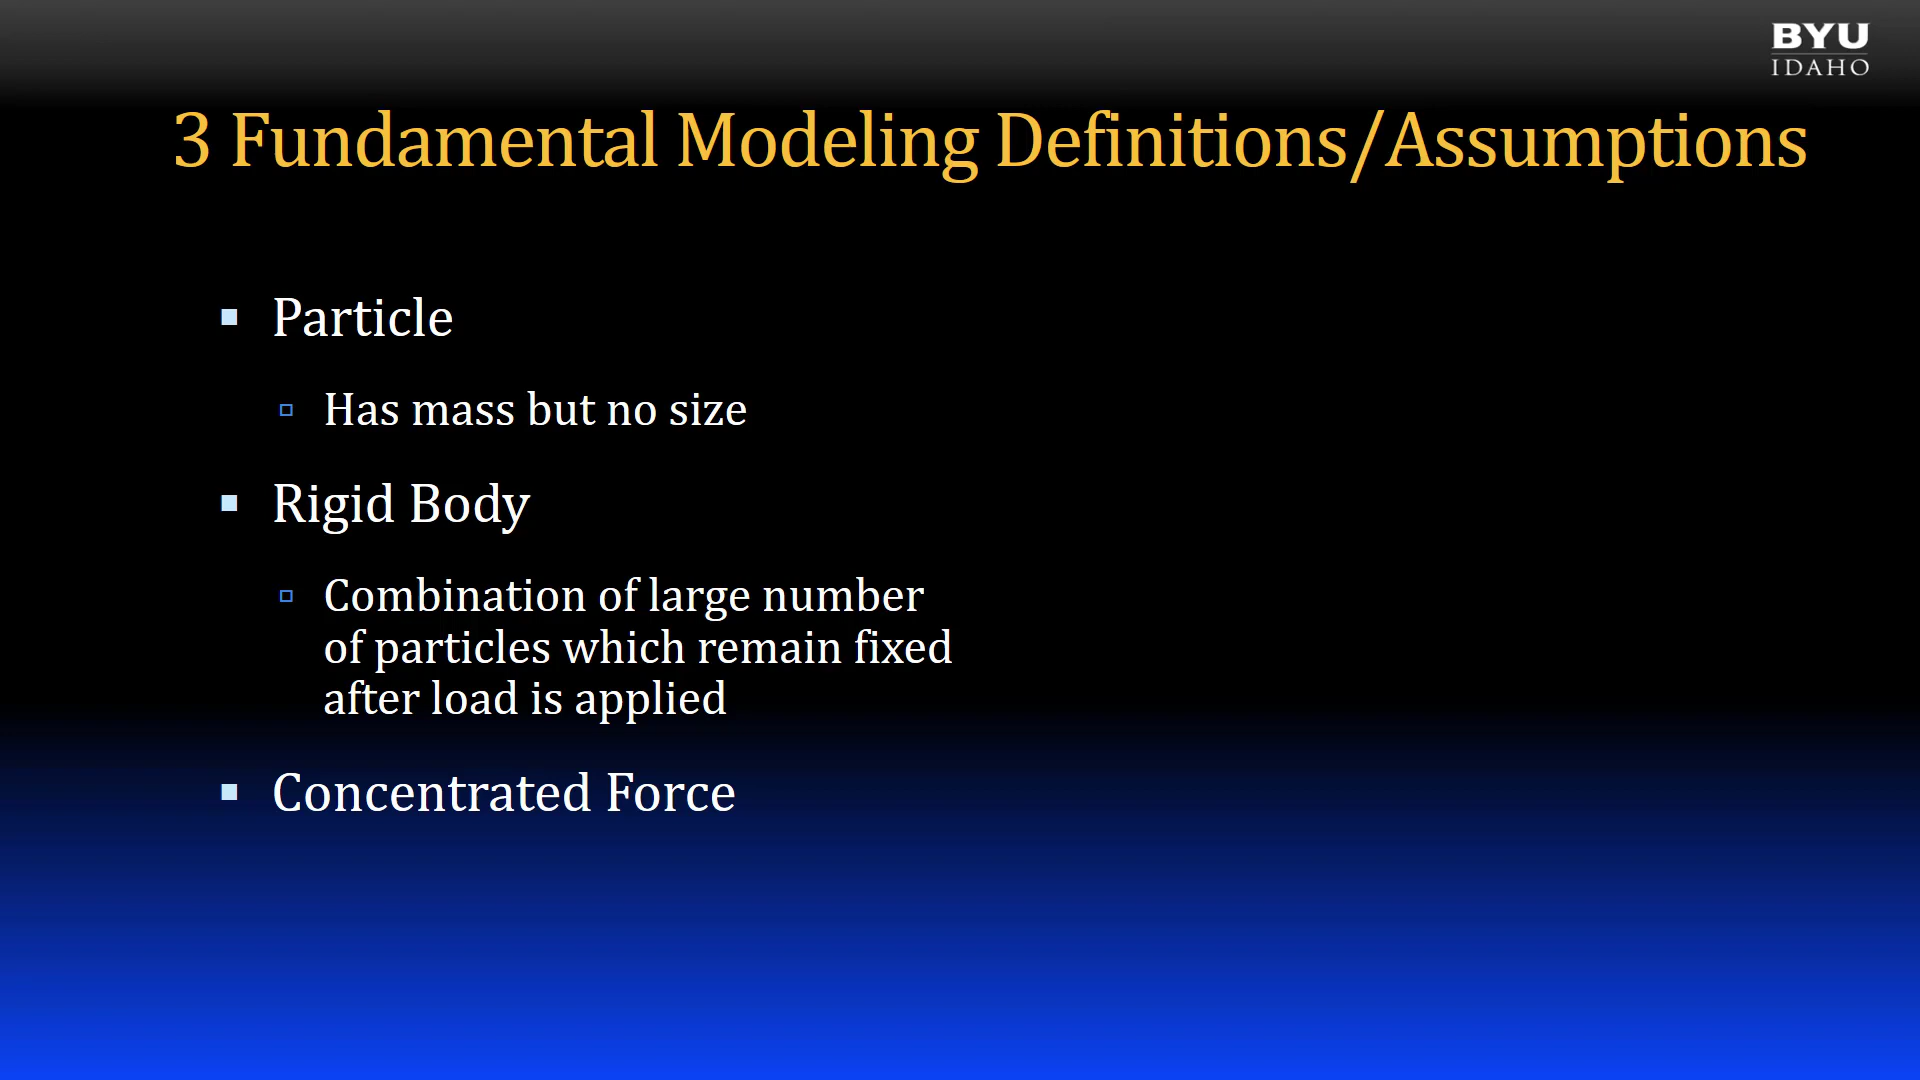 BYU
IDAHO
3 Fundamental Modeling Definitions/Assumptions
Particle
Has mass but no size
Rigid Body
Combination of large number
of particles which remain fixed
after load is applied
Concentrated Force